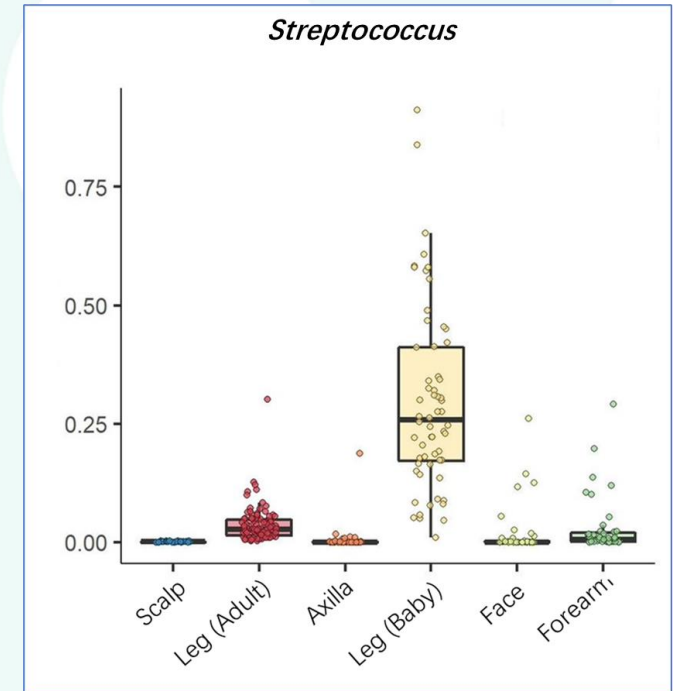 Streptococcus
0.75
0.50
0.25
0.00
Scalp
Leg (Adult)
Axilla
Leg (Baby)
Face
Forearm